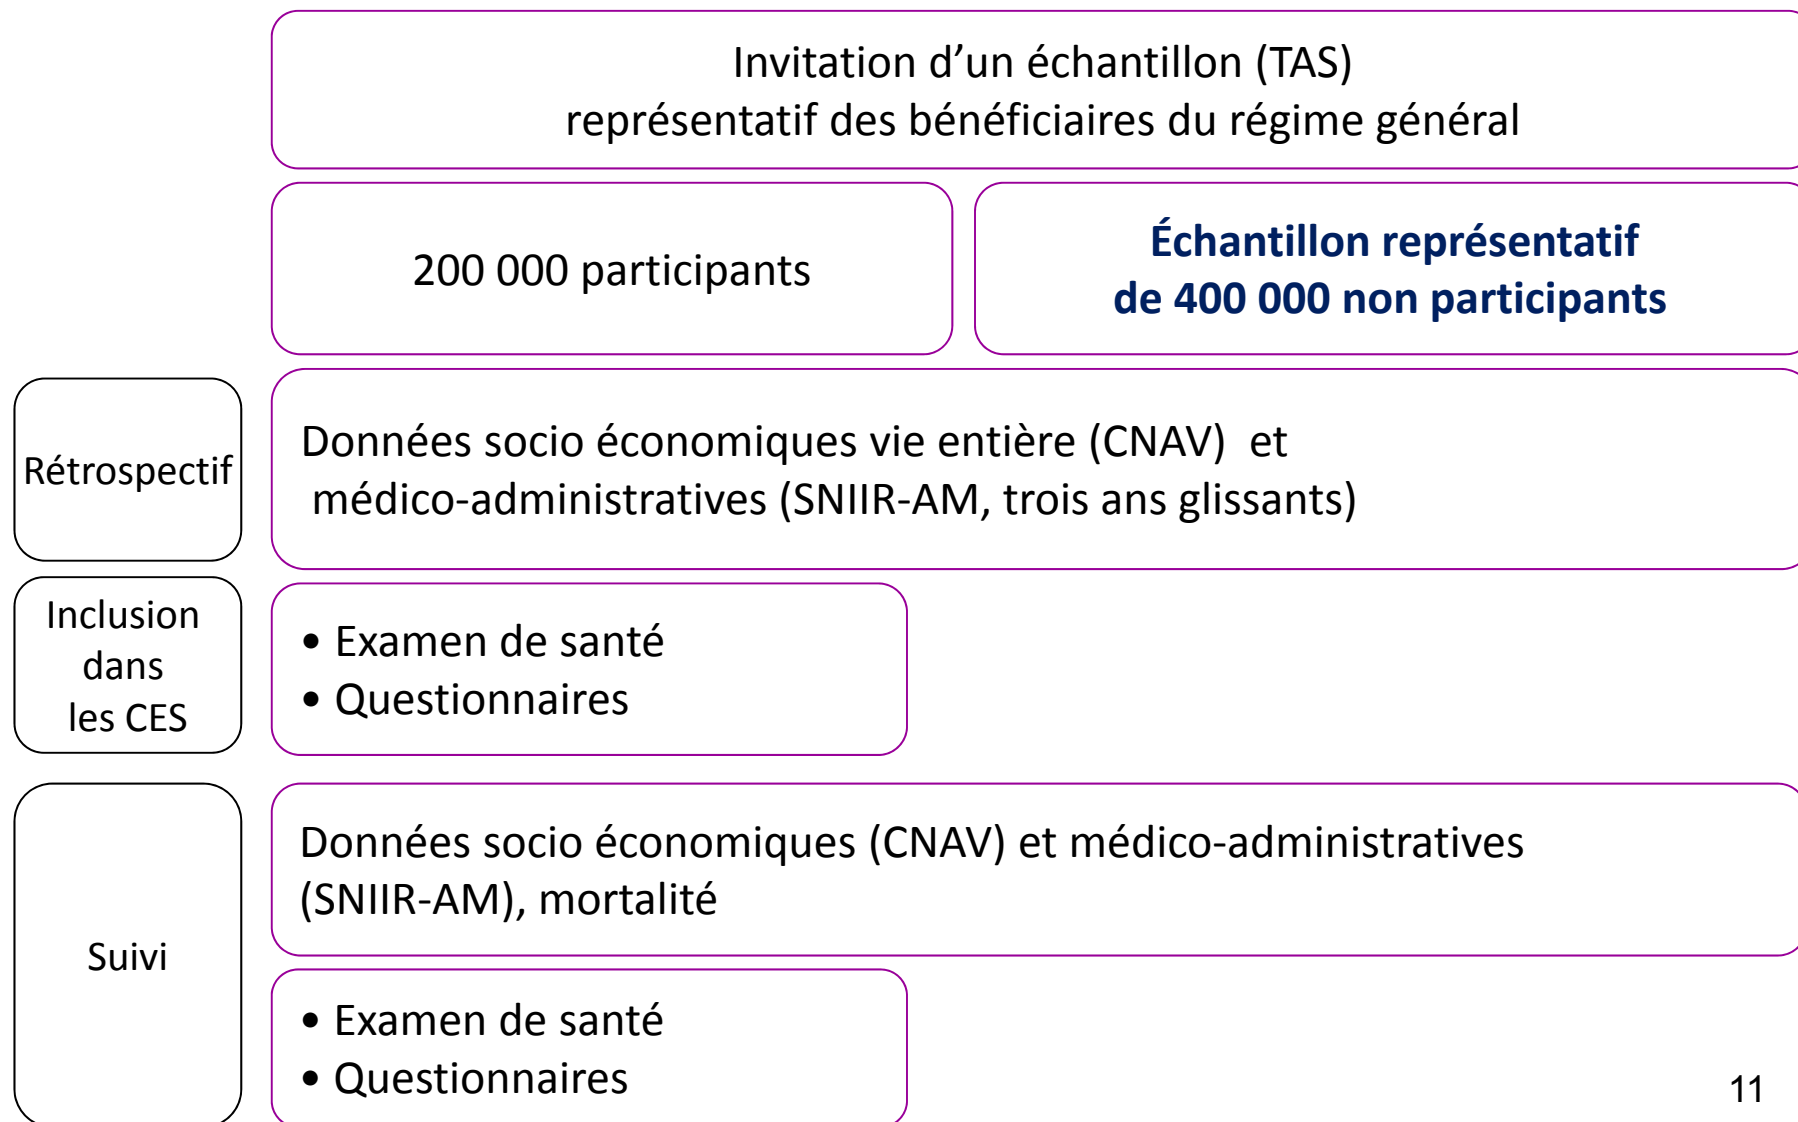 Invitation d’un échantillon (TAS)
représentatif des bénéficiaires du régime général
200 000 participants
Échantillon représentatif
de 400 000 non participants
Rétrospectif
Données socio économiques vie entière (CNAV) et
médico-administratives (SNIIR-AM, trois ans glissants)
Inclusion
dans
les CES
• Examen de santé
• Questionnaires
Suivi
Données socio économiques (CNAV) et médico-administratives
(SNIIR-AM), mortalité
• Examen de santé
• Questionnaires
11